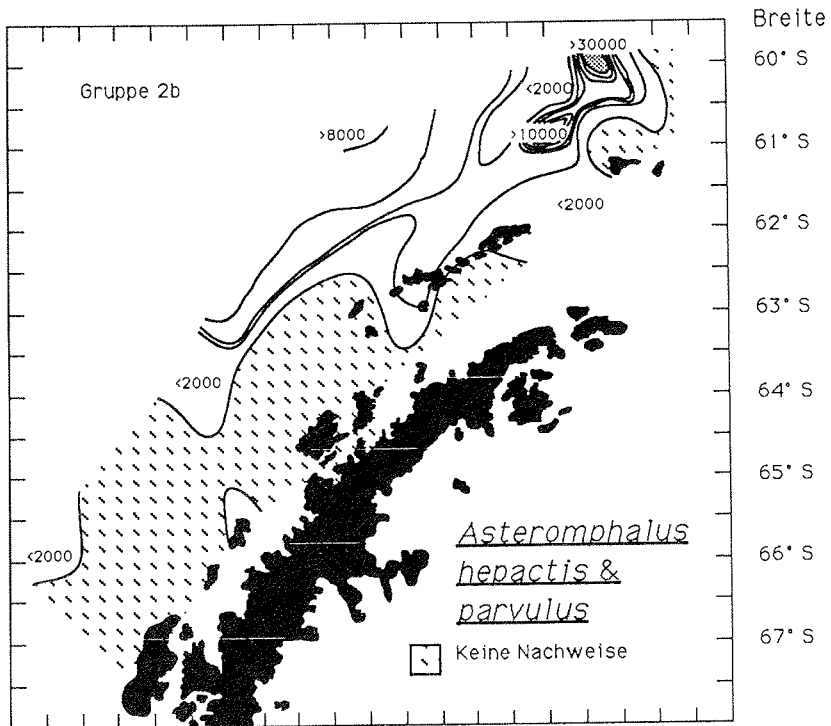 Breite
>30000
60° S
Gruppe 2b
<2000
>8000
>10000
61° S
<2000
62° S
63° S
<2000
64° S
65° S
Asteromphalus
hepactis &
parvulus
<2000
66° S
Keine Nachweise
67° S